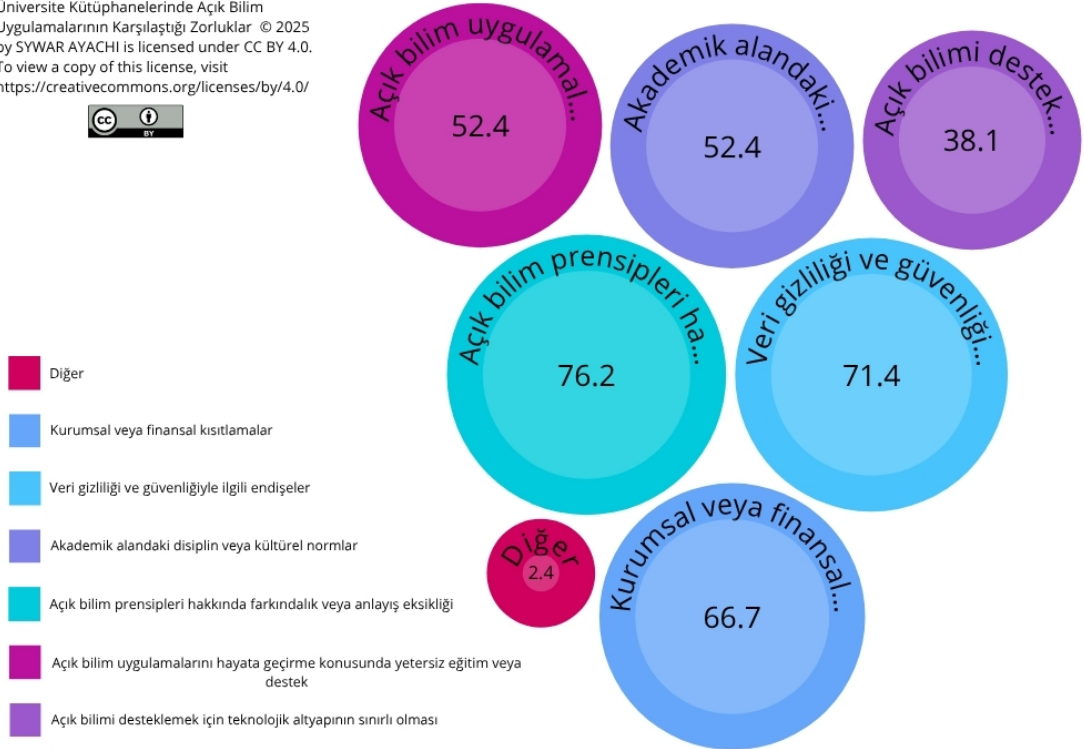 Üniversite Kütüphanelerinde Açık Bilim
Uygulamalarının Karşılaştığı Zorluklar © 2025
by SYWAR AYACHI is licensed under CC BY 4.0.
To view a copy of this license, visit
https://creativecommons.org/licenses/by/4.0/
cc
BY
Açık bilim uygulamal...
52.4
Akademik alandaki...
52.4
Açık bilimi destek...
38.1
Açık bilim prensipleri ha...
76.2
Veri gizliliği ve güvenliği...
71.4
Diğer
2.4
Kurumsal veya finansal...
66.7
Diğer
Kurumsal veya finansal kısıtlamalar
Veri gizliliği ve güvenliğiyle ilgili endişeler
Akademik alandaki disiplin veya kültürel normlar
Açık bilim prensipleri hakkında farkındalık veya anlayış eksikliği
Açık bilim uygulamalarını hayata geçirme konusunda yetersiz eğitim veya
destek
Açık bilimi desteklemek için teknolojik altyapının sınırlı olması